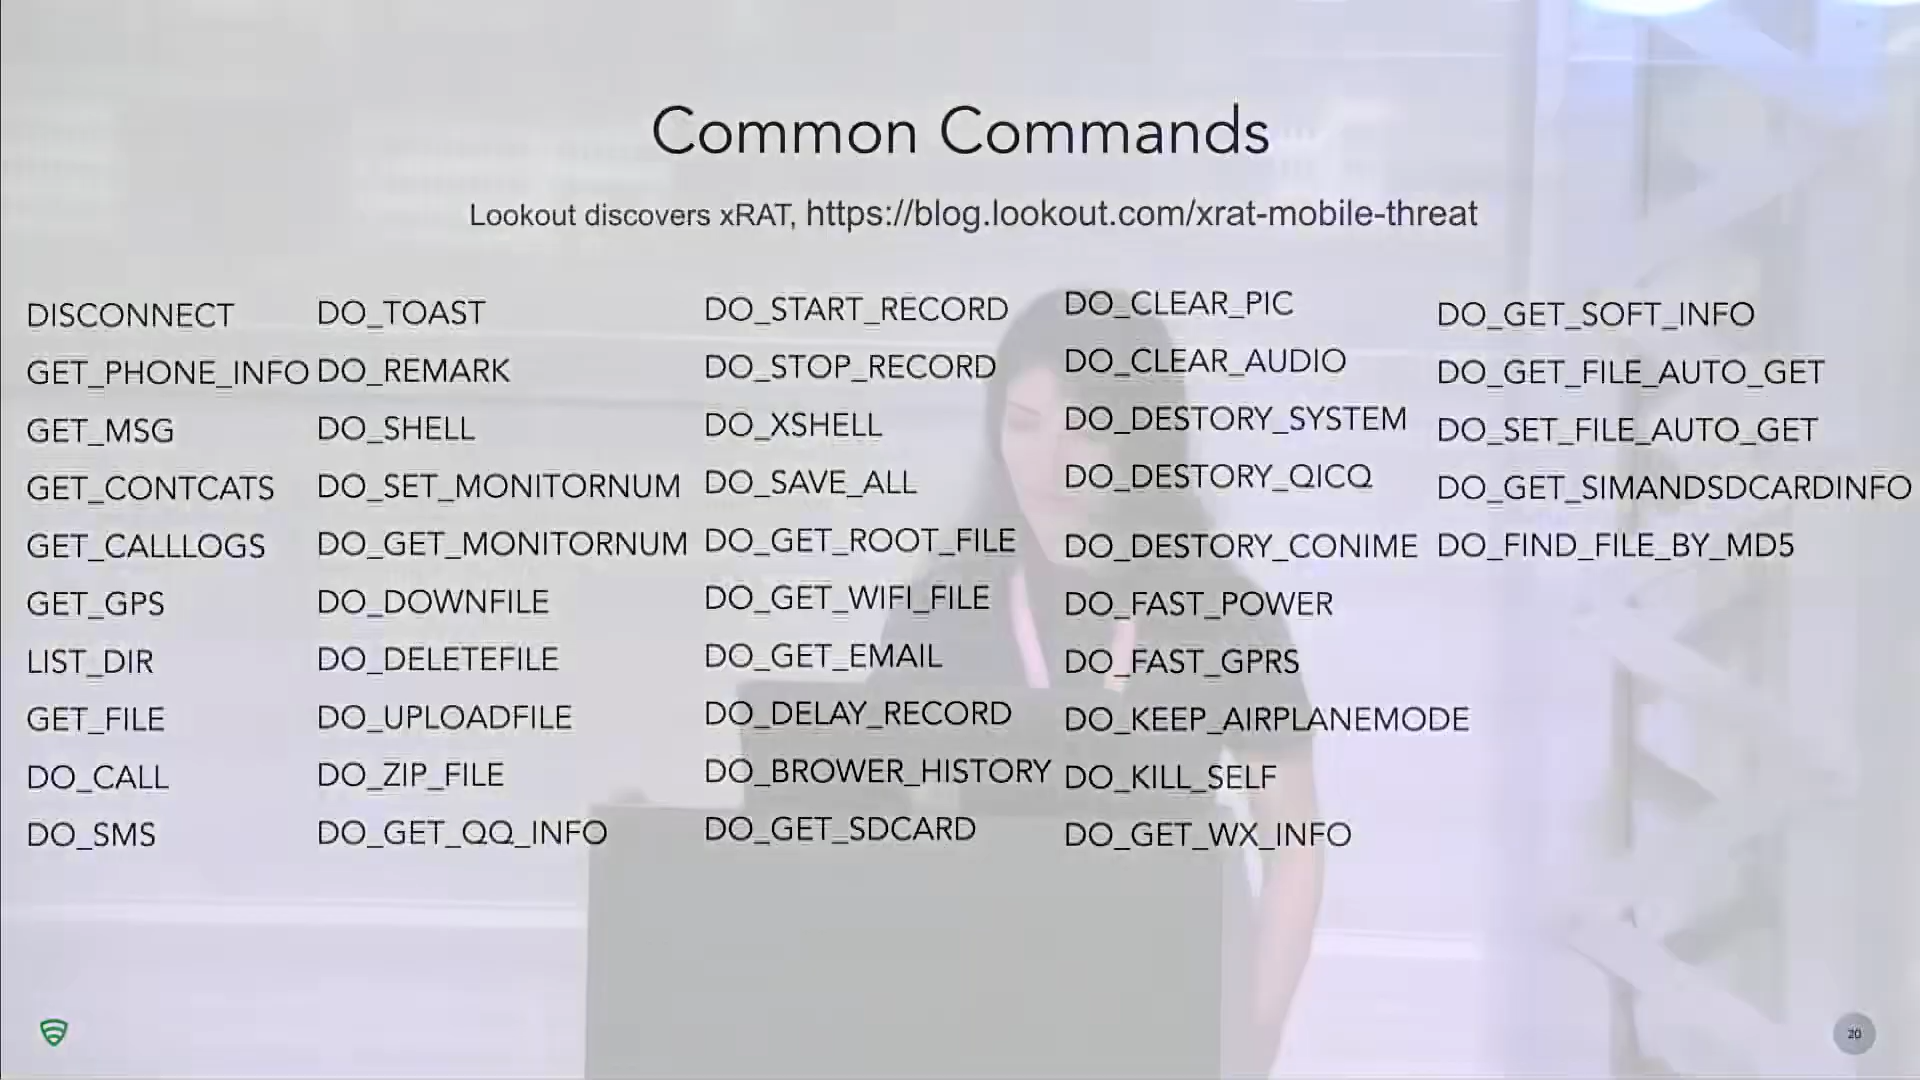 Common Commands
Lookout discovers xRAT, https://blog.lookout.com/xrat-mobile-threat
DISCONNECT
GET_PHONE_INFO
GET_MSG
GET_CONTCATS
GET_CALLLOGS
GET_GPS
LIST_DIR
GET_FILE
DO_CALL
DO_SMS
DO_TOAST
DO_REMARK
DO_SHELL
DO_SET_MONITORNUM
DO_GET_MONITORNUM
DO_DOWNFILE
DO_DELETEFILE
DO_UPLOADFILE
DO_ZIP_FILE
DO_GET_QQ_INFO
DO_START_RECORD
DO_STOP_RECORD
DO_XSHELL
DO_SAVE_ALL
DO_GET_ROOT_FILE
DO_GET_WIFI_FILE
DO_GET_EMAIL
DO_DELAY_RECORD
DO_BROWER_HISTORY
DO_GET_SDCARD
DO_CLEAR_PIC
DO_CLEAR_AUDIO
DO_DESTORY_SYSTEM
DO_DESTORY_QICQ
DO_DESTORY_CONIME
DO_FAST_POWER
DO_FAST_GPRS
DO_KEEP_AIRPLANEMODE
DO_KILL_SELF
DO_GET_WX_INFO
DO_GET_SOFT_INFO
DO_GET_FILE_AUTO_GET
DO_SET_FILE_AUTO_GET
DO_GET_SIMANDSDCARDINFO
DO_FIND_FILE_BY_MD5
20